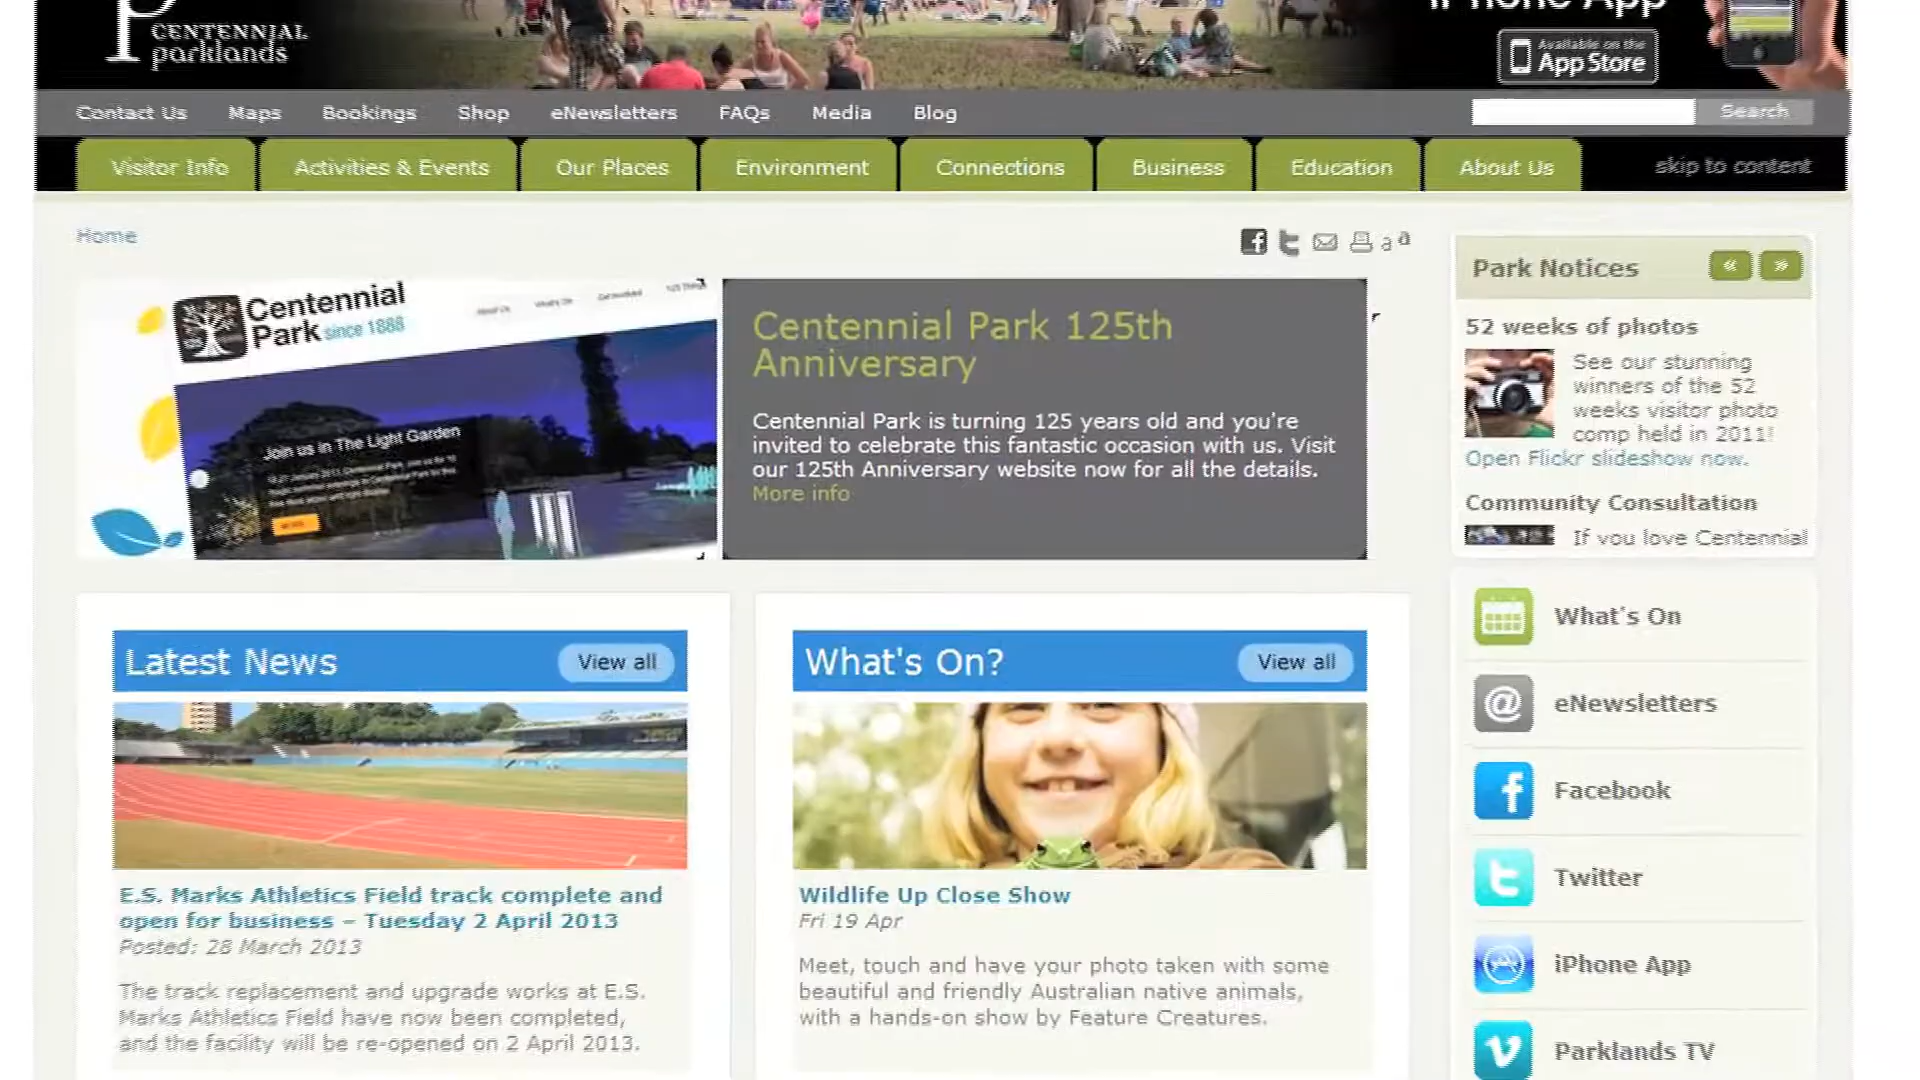 iPhone App
CENTENNIAL
parklands
Available on the
App Store
Contact Us Maps Bookings Shop eNewsletters FAQs Media Blog
Search
Visitor Info Activities & Events Our Places Environment Connections Business Education About Us skip to content
Home
a a
Centennial
Park since 1888
About Us What's On Get Involved 125 Things
Join us in The Light Garden
Centennial Park 125th
Anniversary
Centennial Park is turning 125 years old and you're
invited to celebrate this fantastic occasion with us. Visit
our 125th Anniversary website now for all the details.
More info
Park Notices
« »
52 weeks of photos
See our stunning
winners of the 52
weeks visitor photo
comp held in 2011!
Open Flickr slideshow now.
Community Consultation
If you love Centennial
Latest News
View all
E.S. Marks Athletics Field track complete and
open for business – Tuesday 2 April 2013
Posted: 28 March 2013
The track replacement and upgrade works at E.S.
Marks Athletics Field have now been completed,
and the facility will be re-opened on 2 April 2013.
What's On?
View all
Wildlife Up Close Show
Fri 19 Apr
Meet, touch and have your photo taken with some
beautiful and friendly Australian native animals,
with a hands-on show by Feature Creatures.
What's On
eNewsletters
Facebook
Twitter
iPhone App
Parklands TV